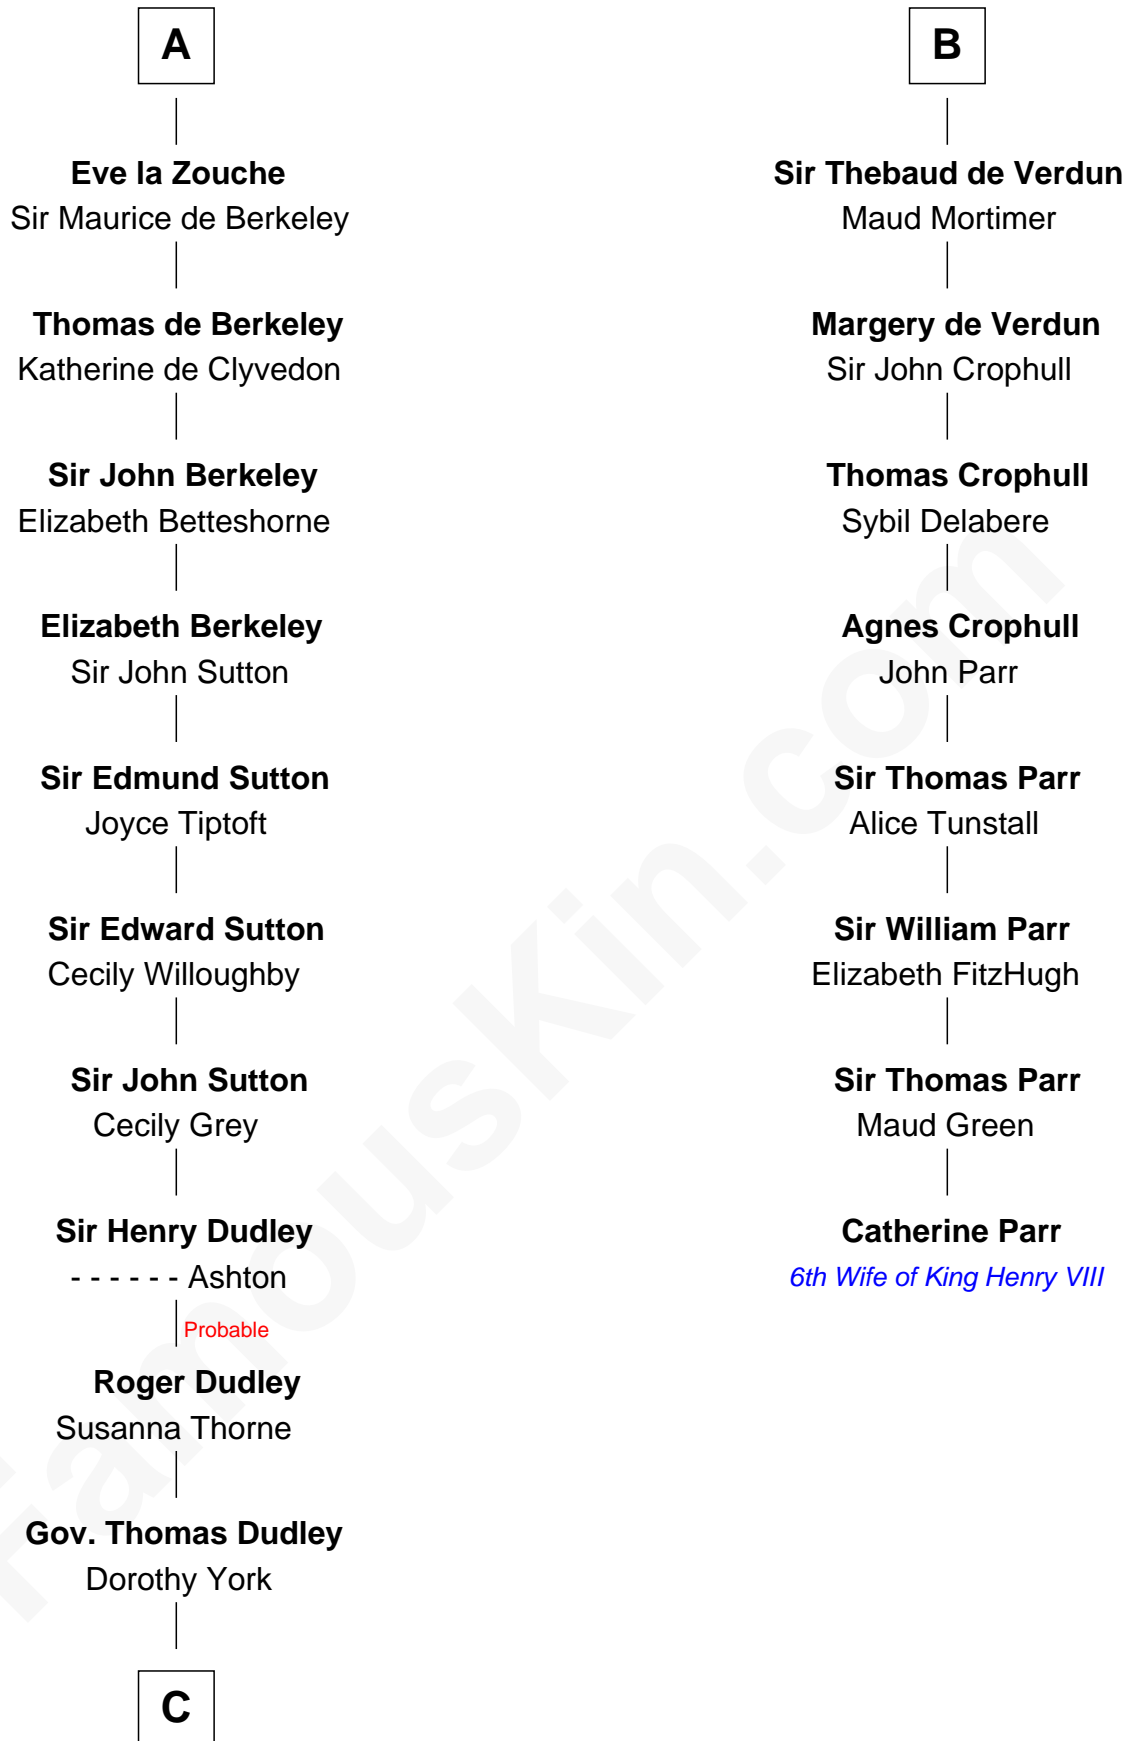 A
Eve la Zouche
Sir Maurice de Berkeley
Thomas de Berkeley
Katherine de Clyvedon
Sir John Berkeley
Elizabeth Betteshorne
Elizabeth Berkeley
Sir John Sutton
Sir Edmund Sutton
Joyce Tiptoft
Sir Edward Sutton
Cecily Willoughby
Sir John Sutton
Cecily Grey
Sir Henry Dudley
- - - - - - Ashton
Probable
Roger Dudley
Susanna Thorne
Gov. Thomas Dudley
Dorothy York
C
B
Sir Thebaud de Verdun
Maud Mortimer
Margery de Verdun
Sir John Crophull
Thomas Crophull
Sybil Delabere
Agnes Crophull
John Parr
Sir Thomas Parr
Alice Tunstall
Sir William Parr
Elizabeth FitzHugh
Sir Thomas Parr
Maud Green
Catherine Parr
6th Wife of King Henry VIII
FamousKin.com